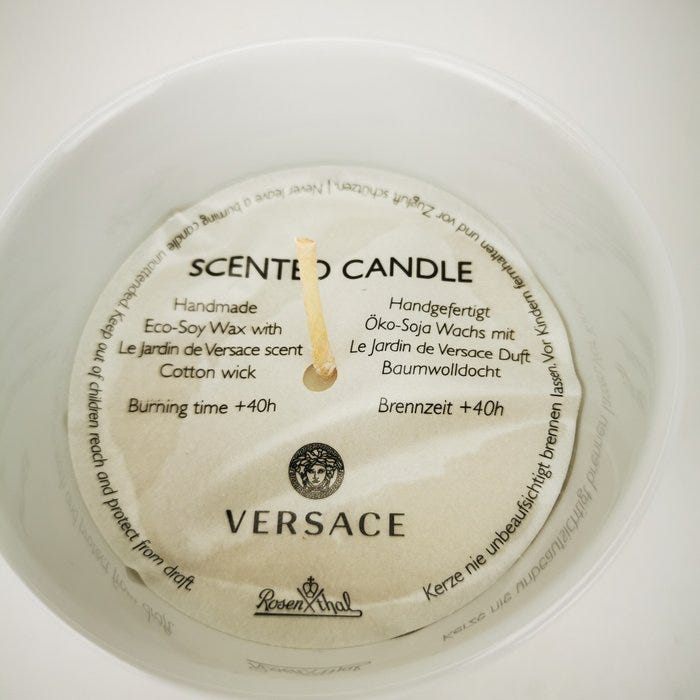 SCENTED CANDLE
Handmade
Eco-Soy Wax with
Le Jardin de Versace scent
Cotton wick
Burning time +40h
Handgefertigt
Öko-Soja Wachs mit
Le Jardin de Versace Duft
Baumwolldocht
Brennzeit +40h
VERSACE
Rosenthal
Never leave a burning candle unattended. Keep out of children reach and protect from draft.
Kerze nie unbeaufsichtigt brennen lassen. Vor Kindern fernhalten und vor Zugluft schützen. |